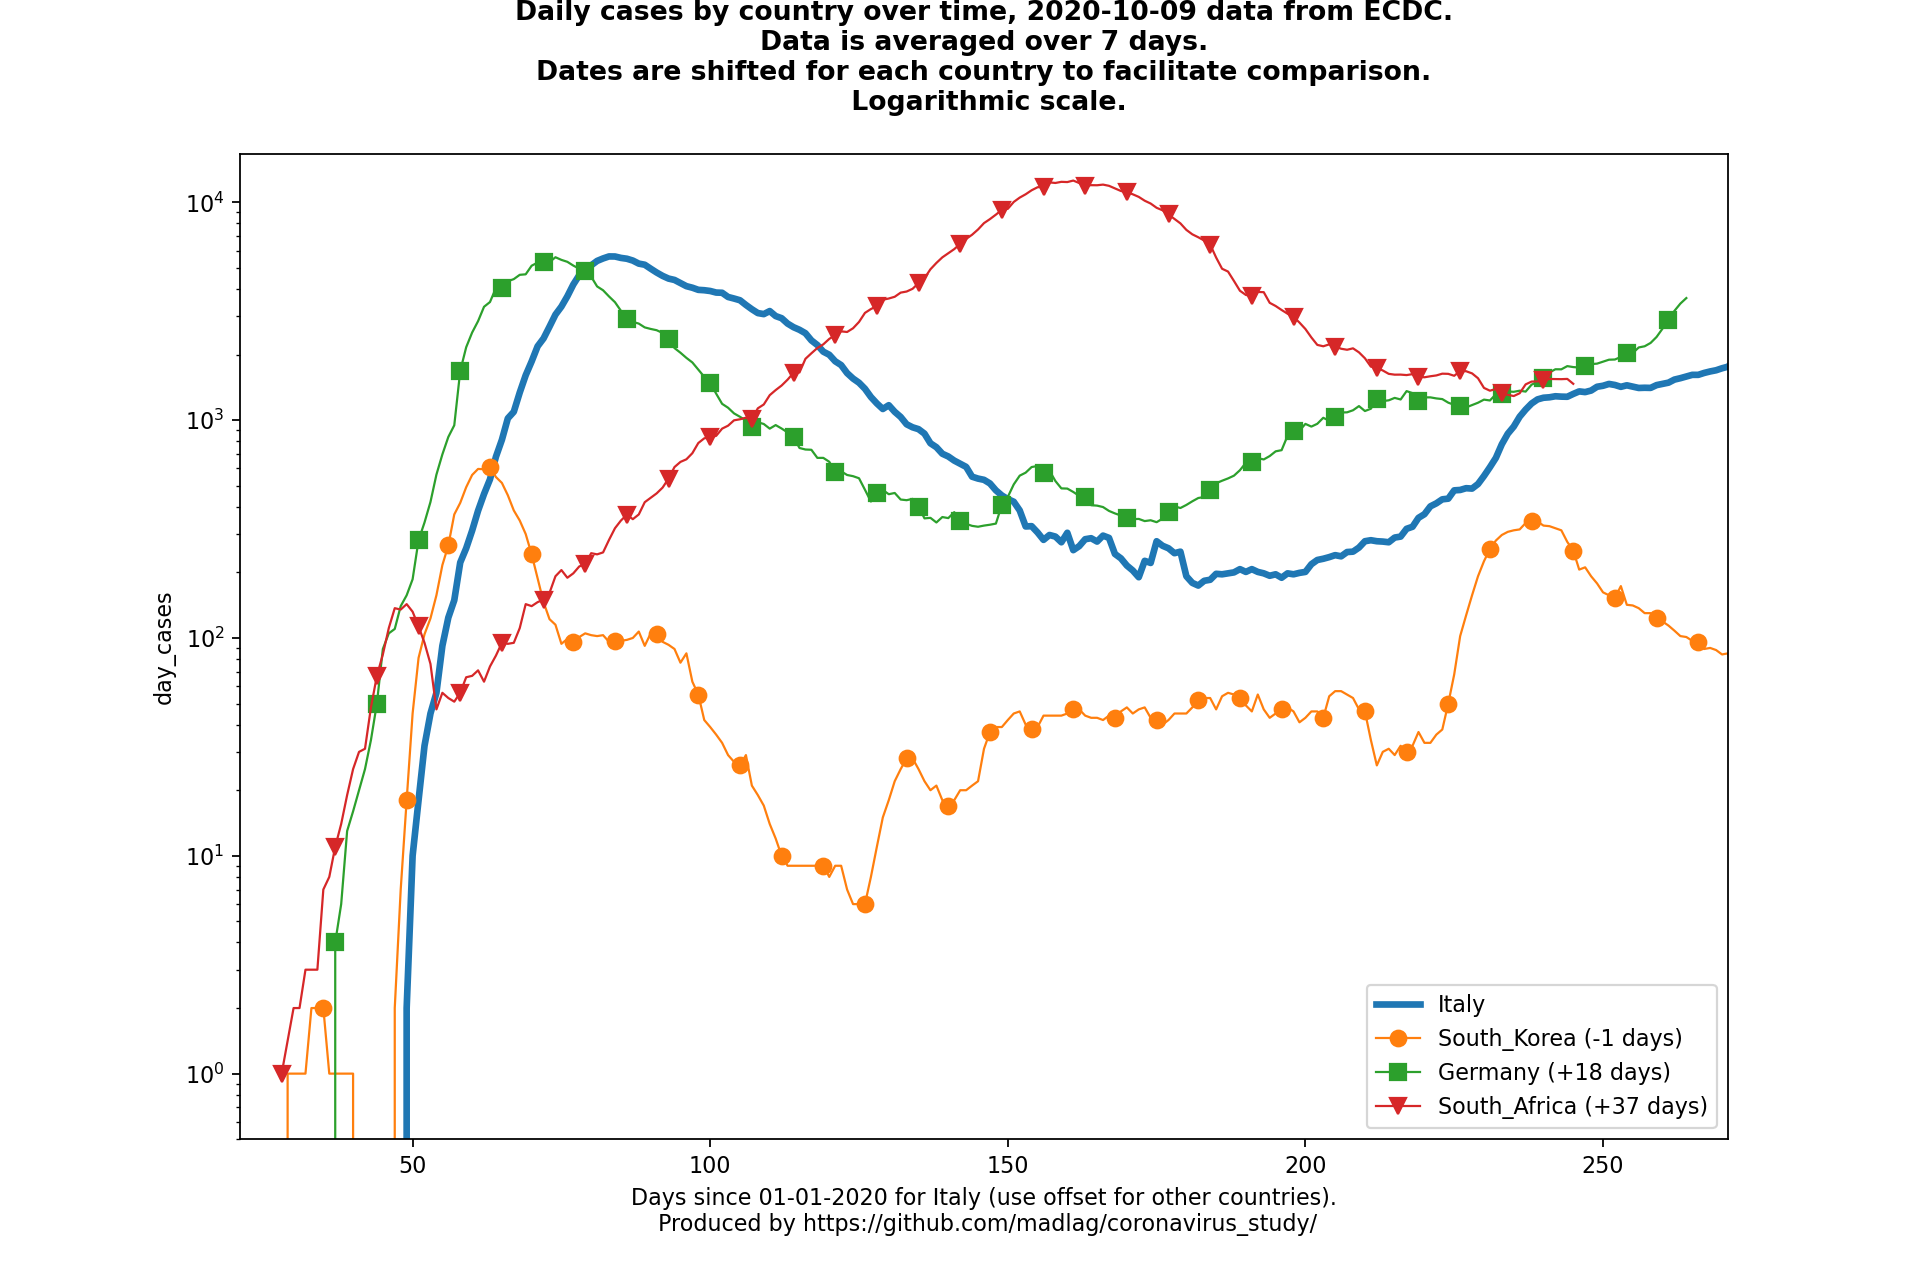 Daily cases by country over time, 2020-10-09 data from ECDC.
Data is averaged over 7 days.
Dates are shifted for each country to facilitate comparison.
Logarithmic scale.
10^4
10^3
10^2
10^1
10^0
day_cases
Italy
South_Korea (-1 days)
Germany (+18 days)
South_Africa (+37 days)
50 100 150 200 250
Days since 01-01-2020 for Italy (use offset for other countries).
Produced by https://github.com/madlag/coronavirus_study/